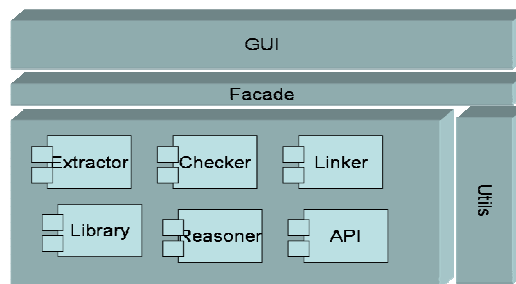 GUI
Facade
Extractor
Checker
Linker
Utils
Library
Reasoner
API